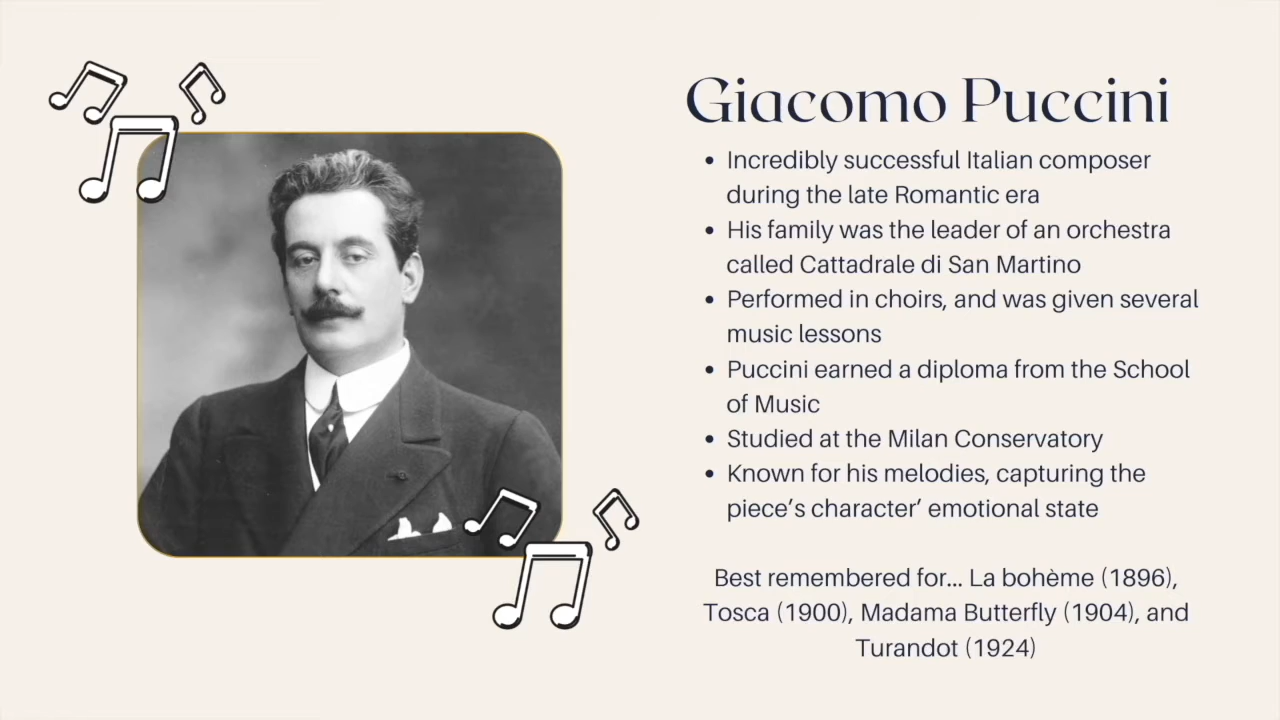 Giacomo Puccini
• Incredibly successful Italian composer
during the late Romantic era
• His family was the leader of an orchestra
called Cattadrale di San Martino
• Performed in choirs, and was given several
music lessons
• Puccini earned a diploma from the School
of Music
• Studied at the Milan Conservatory
• Known for his melodies, capturing the
piece’s character’ emotional state
Best remembered for... La bohème (1896),
Tosca (1900), Madama Butterfly (1904), and
Turandot (1924)